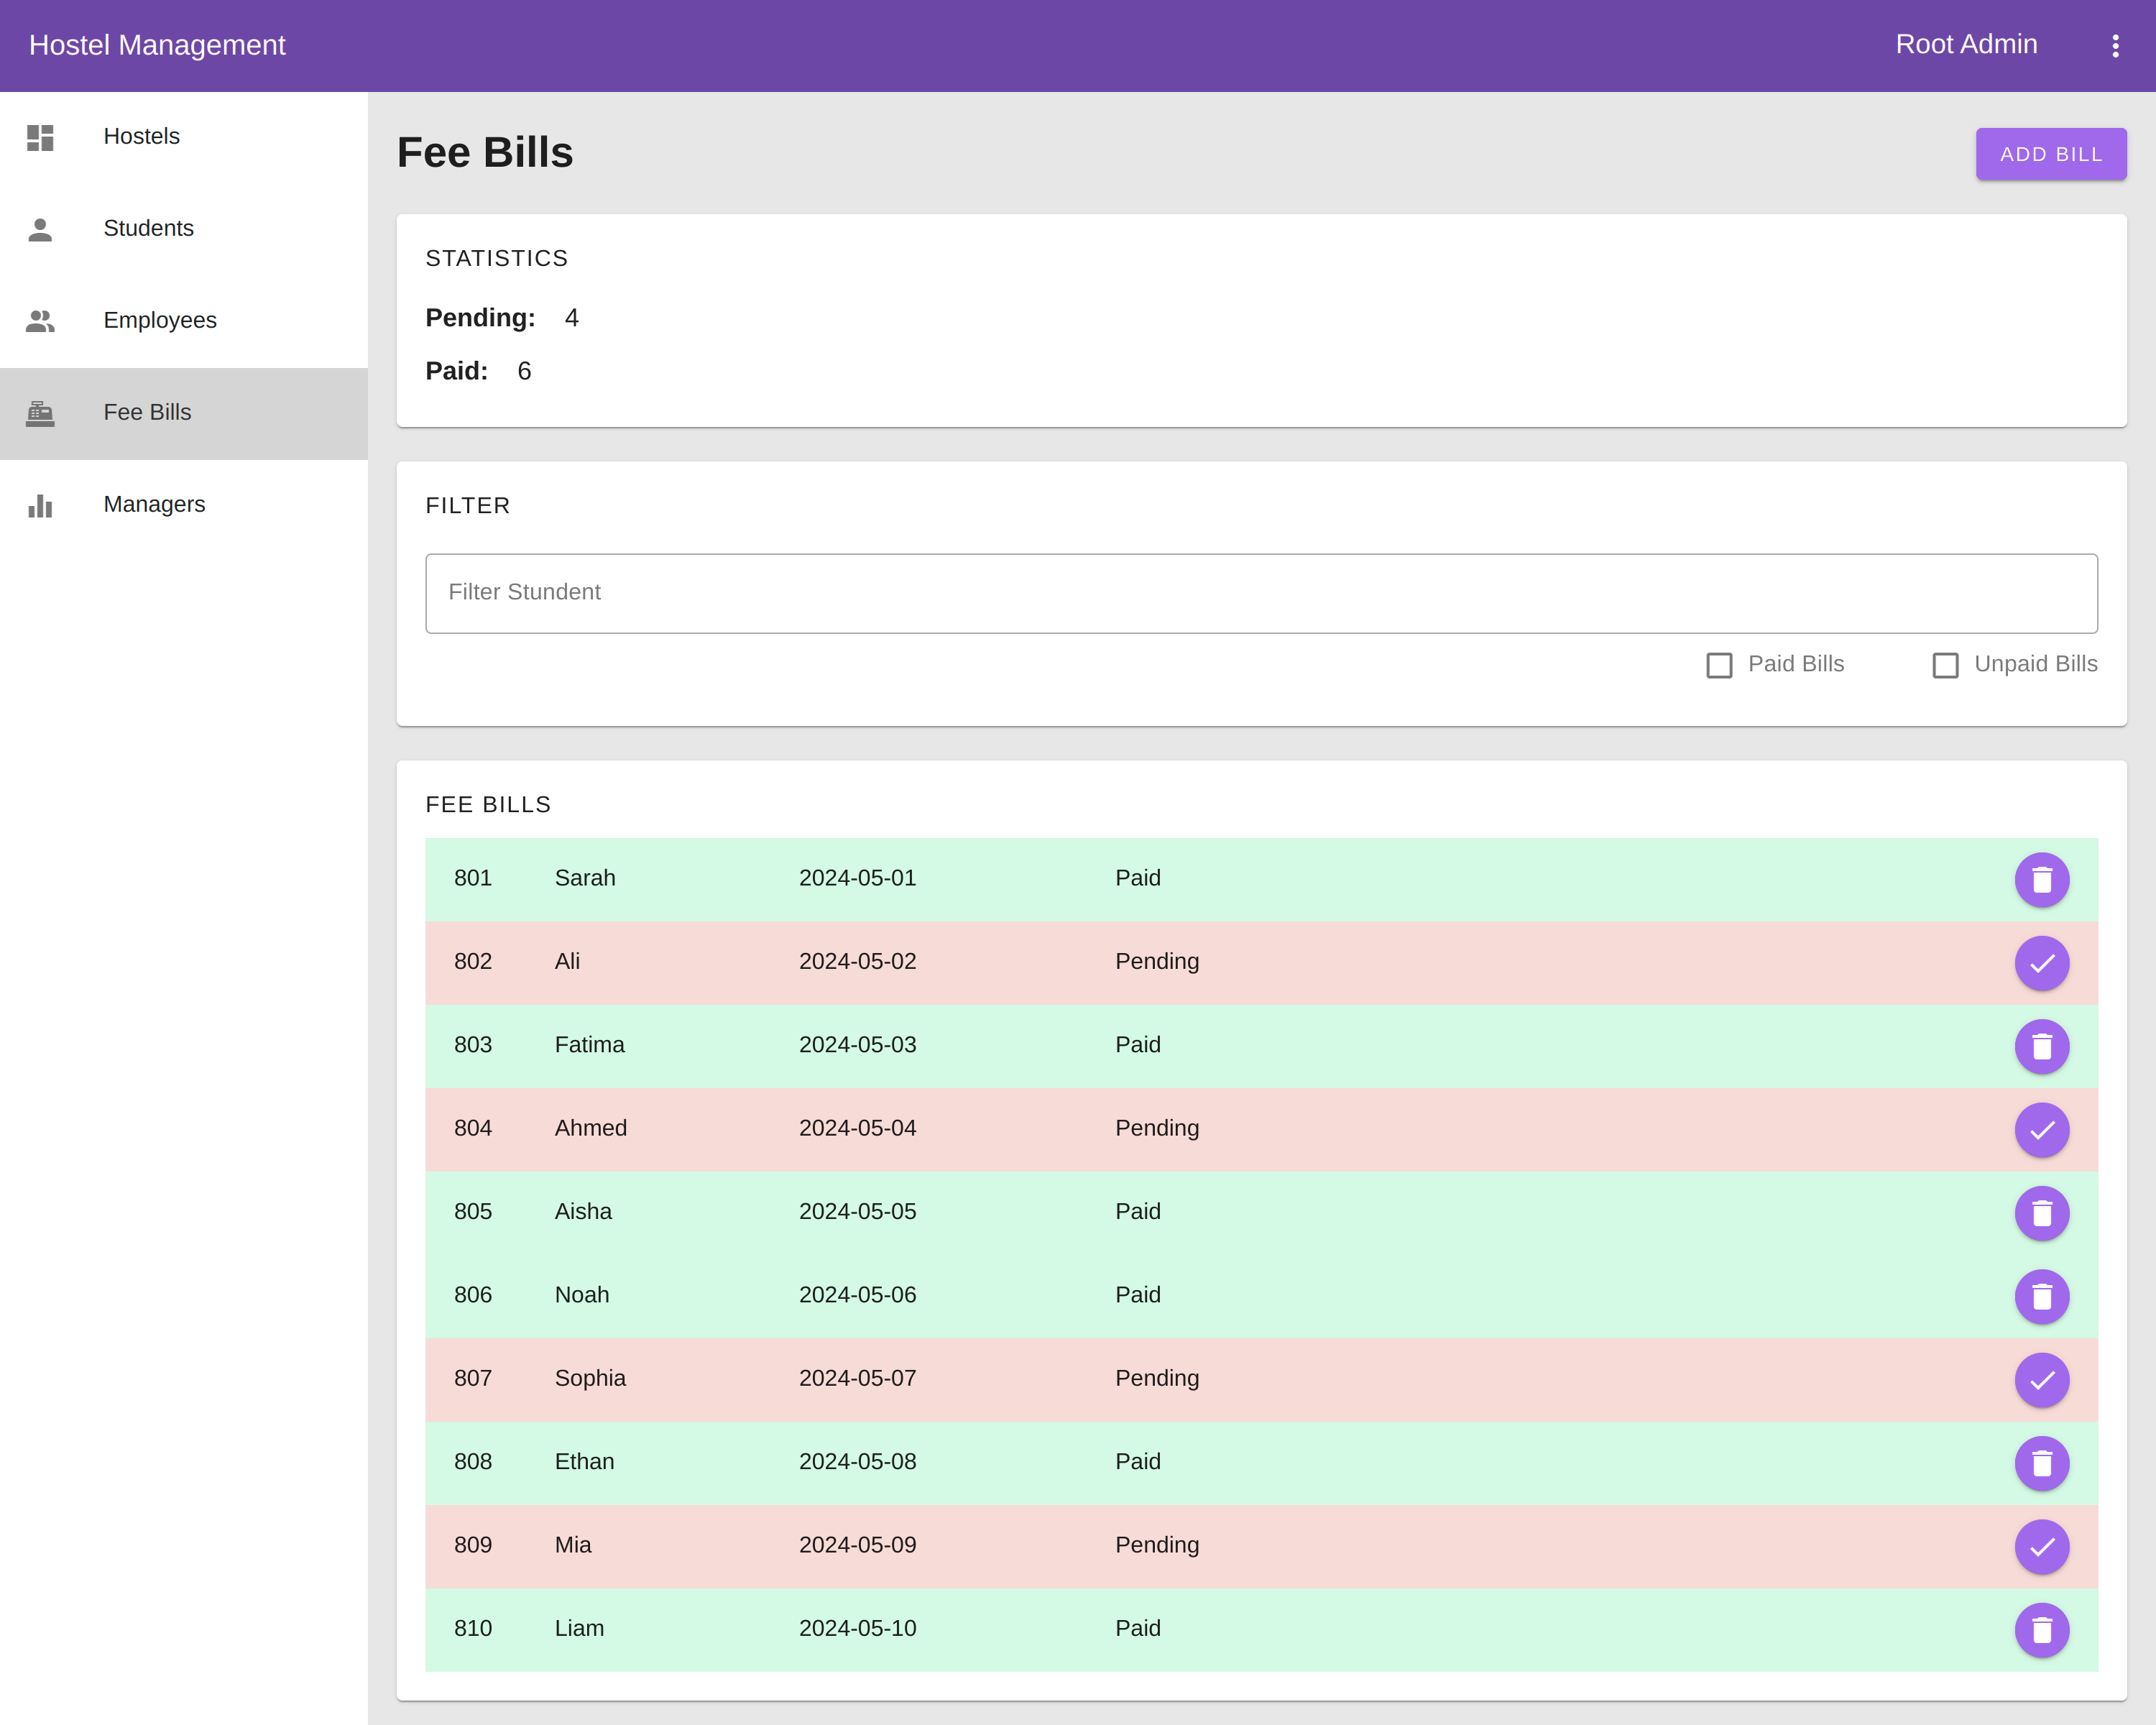 Hostel Management Root Admin
Hostels
Students
Employees
Fee Bills
Managers
Fee Bills ADD BILL
STATISTICS
Pending: 4
Paid: 6
FILTER
Filter Stundent
Paid Bills Unpaid Bills
FEE BILLS
801 Sarah 2024-05-01 Paid
802 Ali 2024-05-02 Pending
803 Fatima 2024-05-03 Paid
804 Ahmed 2024-05-04 Pending
805 Aisha 2024-05-05 Paid
806 Noah 2024-05-06 Paid
807 Sophia 2024-05-07 Pending
808 Ethan 2024-05-08 Paid
809 Mia 2024-05-09 Pending
810 Liam 2024-05-10 Paid